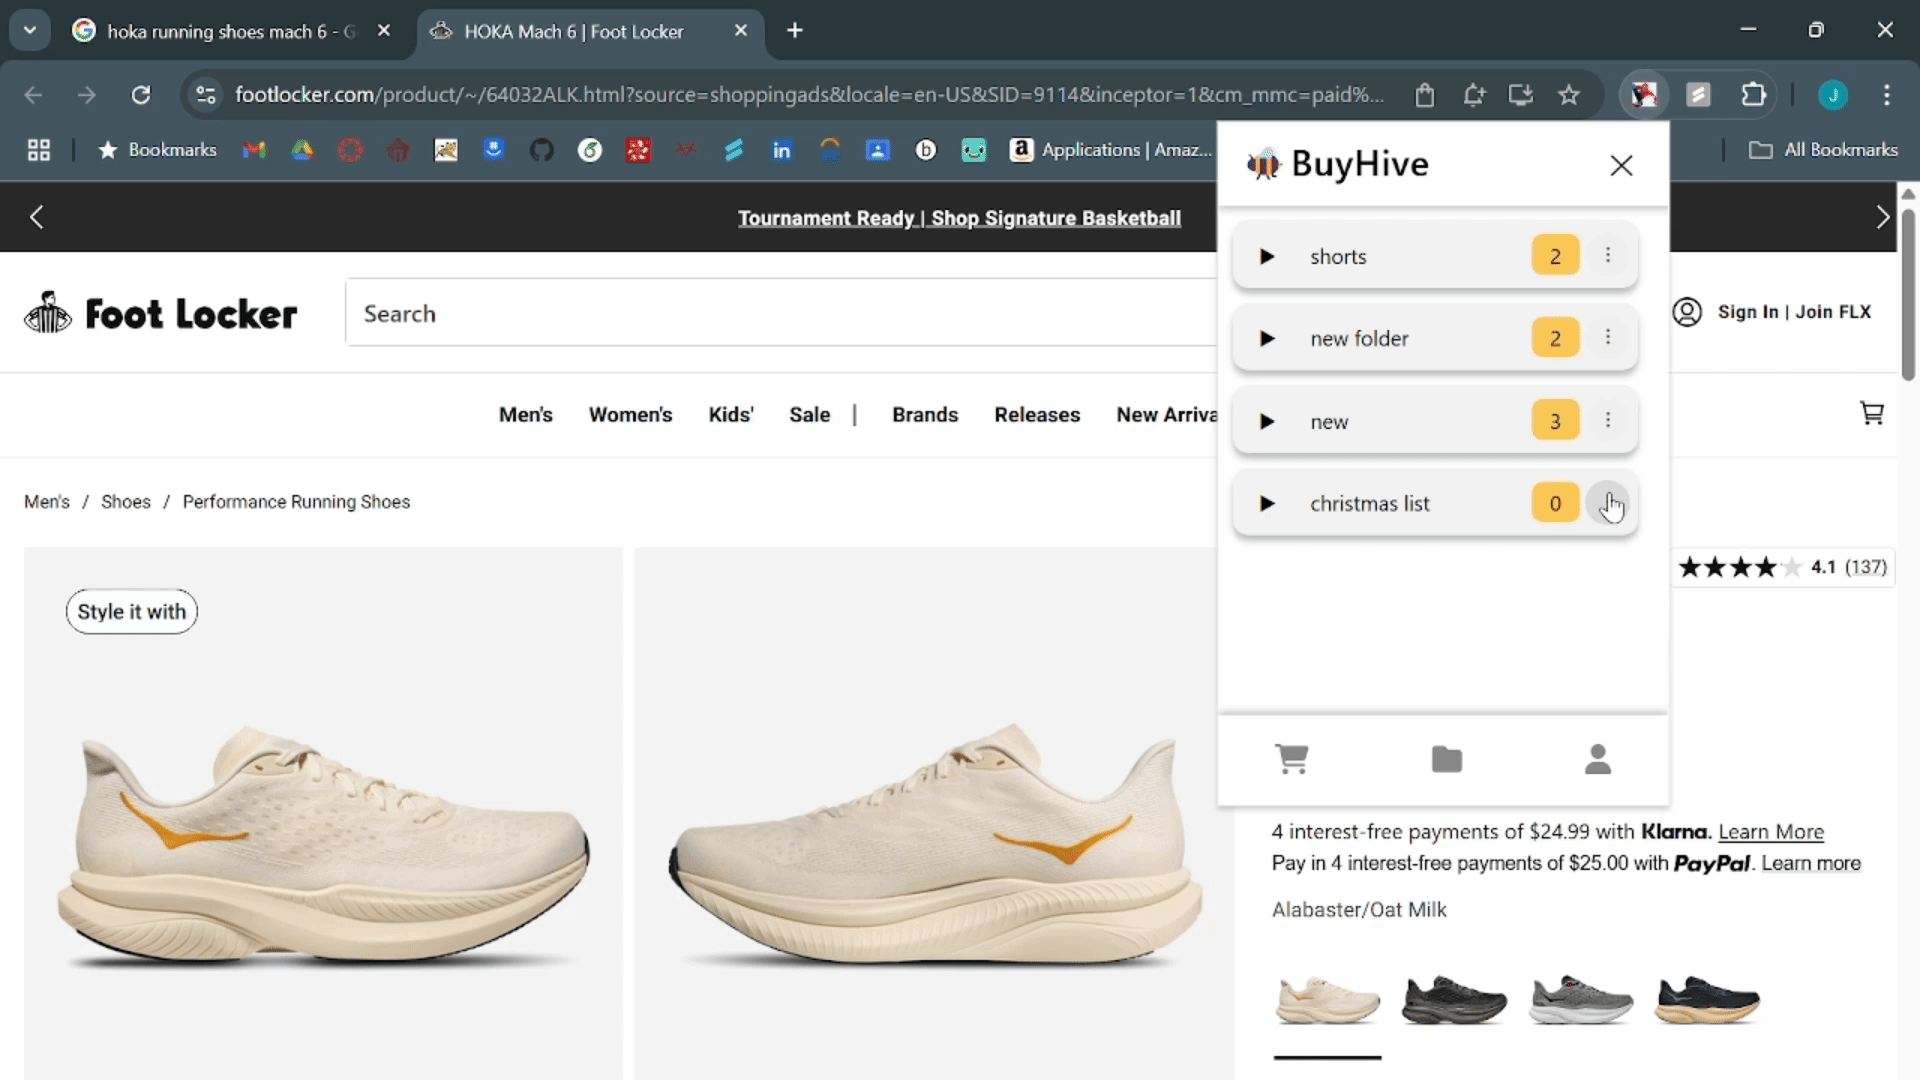 hoka running shoes mach 6 - G
HOKA Mach 6 | Foot Locker
footlocker.com/product/~/64032ALK.html?source=shoppingads&locale=en-US&SID=9114&inceptor=1&cm_mmc=paid%...
J
Bookmarks
Applications | Amaz...
All Bookmarks
BuyHive
Tournament Ready | Shop Signature Basketball
shorts 2
new folder 2
new 3
christmas list 0
Foot Locker
Search
Sign In | Join FLX
Men's Women's Kids' Sale | Brands Releases New Arriva
Men's / Shoes / Performance Running Shoes
4.1 (137)
Style it with
4 interest-free payments of $24.99 with Klarna. Learn More
Pay in 4 interest-free payments of $25.00 with PayPal. Learn more
Alabaster/Oat Milk